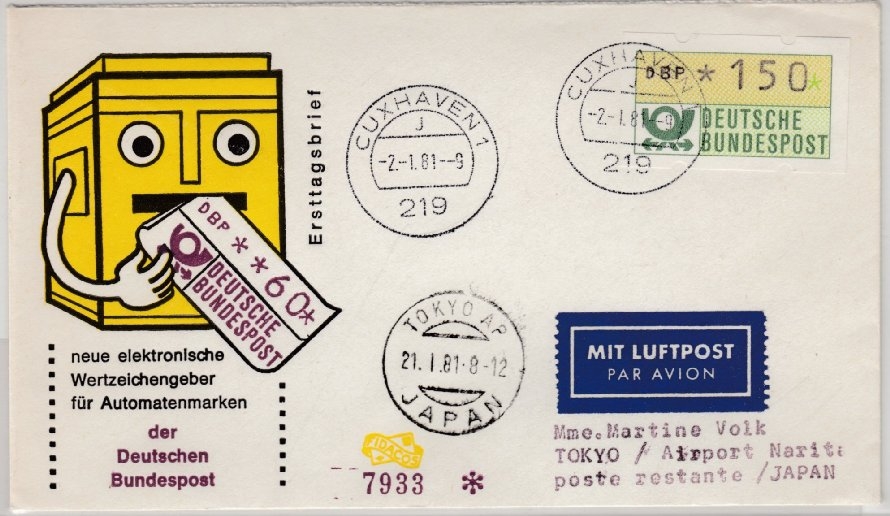 Ersttagsbrief
DBP
**60*
DEUTSCHE
BUNDESPOST
neue elektronische
Wertzeichengeber
für Automatenmarken
der
Deutschen
Bundespost
CUXHAVEN 1
J
-2.-1.81--9
219
CUXHAVEN 1
J
-2.-1.81--9
219
DBP *150*
DEUTSCHE
BUNDESPOST
TOKYO AP
21.I.81.8-12
JAPAN
MIT LUFTPOST
PAR AVION
Mme.Martine Volk
TOKYO / Airport Narita
poste restante /JAPAN
FIDACOS
7933 *